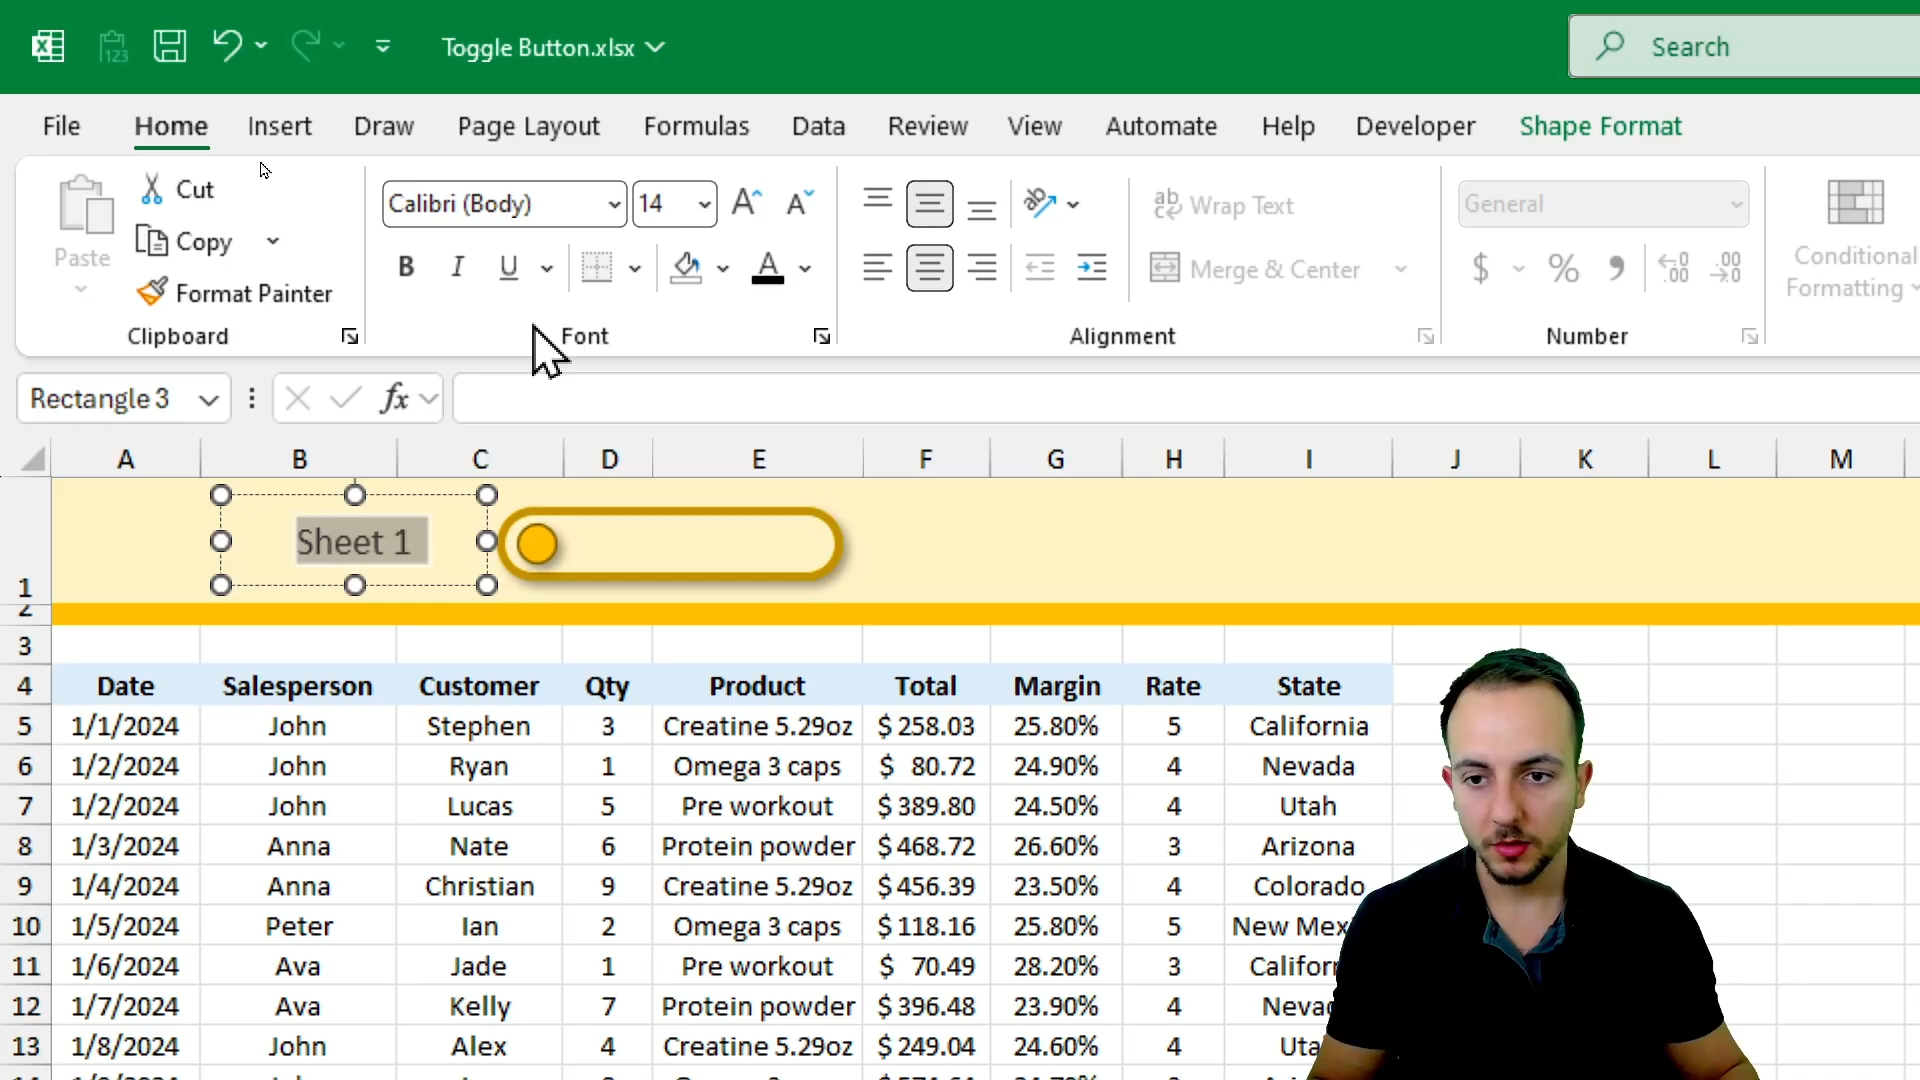 Toggle Button.xlsx
Search
File Home Insert Draw Page Layout Formulas Data Review View Automate Help Developer Shape Format
Paste
Cut
Copy
Format Painter
Clipboard
Calibri (Body) 14
B I U
Font
Wrap Text
Merge & Center
Alignment
General
$ % ,
Number
Conditional
Formatting
Rectangle 3 fx
A B C D E F G H I J K L M
1 Sheet 1
2
3
4 Date Salesperson Customer Qty Product Total Margin Rate State
5 1/1/2024 John Stephen 3 Creatine 5.29oz $ 258.03 25.80% 5 California
6 1/2/2024 John Ryan 1 Omega 3 caps $ 80.72 24.90% 4 Nevada
7 1/2/2024 John Lucas 5 Pre workout $ 389.80 24.50% 4 Utah
8 1/3/2024 Anna Nate 6 Protein powder $ 468.72 26.60% 3 Arizona
9 1/4/2024 Anna Christian 9 Creatine 5.29oz $ 456.39 23.50% 4 Colorado
10 1/5/2024 Peter Ian 2 Omega 3 caps $ 118.16 25.80% 5 New Mex
11 1/6/2024 Ava Jade 1 Pre workout $ 70.49 28.20% 3 Califor
12 1/7/2024 Ava Kelly 7 Protein powder $ 396.48 23.90% 4 Neva
13 1/8/2024 John Alex 4 Creatine 5.29oz $ 249.04 24.60% 4 Uta